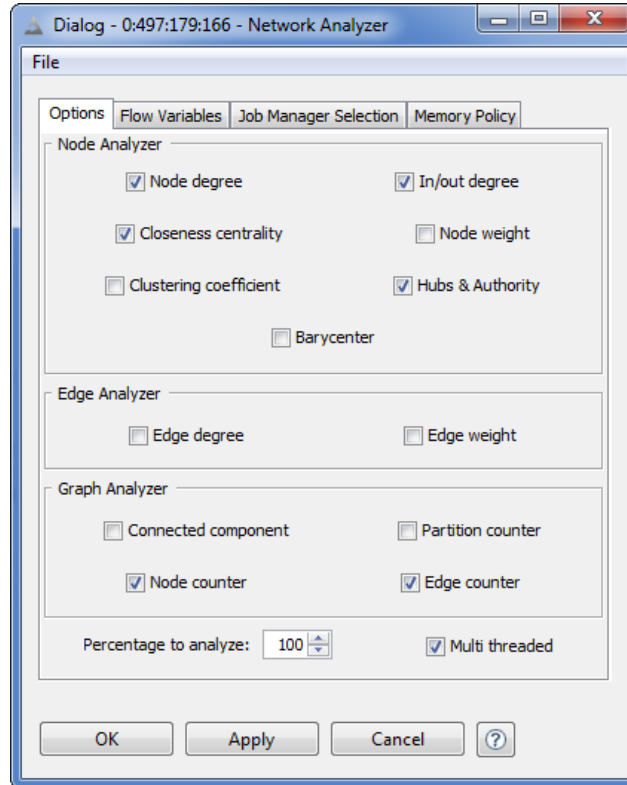 Dialog - 0:497:179:166 - Network Analyzer
File
Options Flow Variables Job Manager Selection Memory Policy
Node Analyzer
Node degree In/out degree
Closeness centrality Node weight
Clustering coefficient Hubs & Authority
Barycenter
Edge Analyzer
Edge degree Edge weight
Graph Analyzer
Connected component Partition counter
Node counter Edge counter
Percentage to analyze: 100 Multi threaded
OK Apply Cancel ?